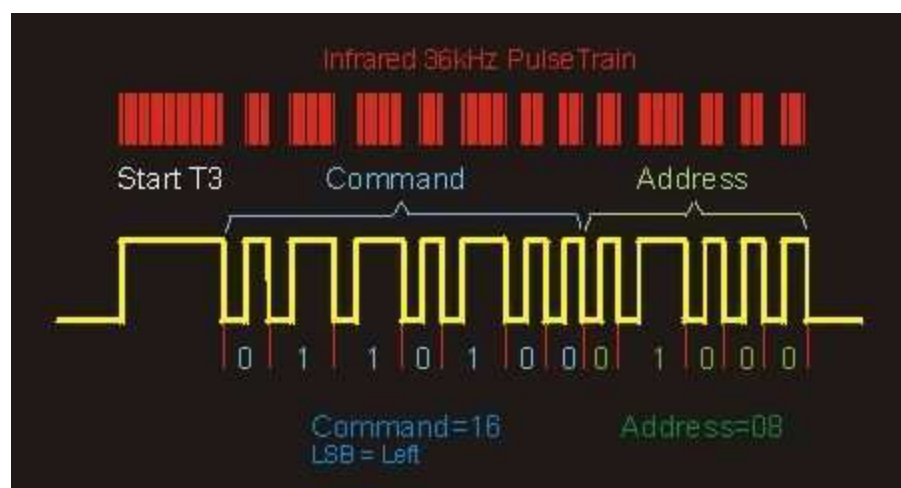 Infrared 36kHz PulseTrain
Start T3 Command Address
0 1 1 0 1 0 0 0 1 0 0 0
Command=16 Address=08
LSB = Left